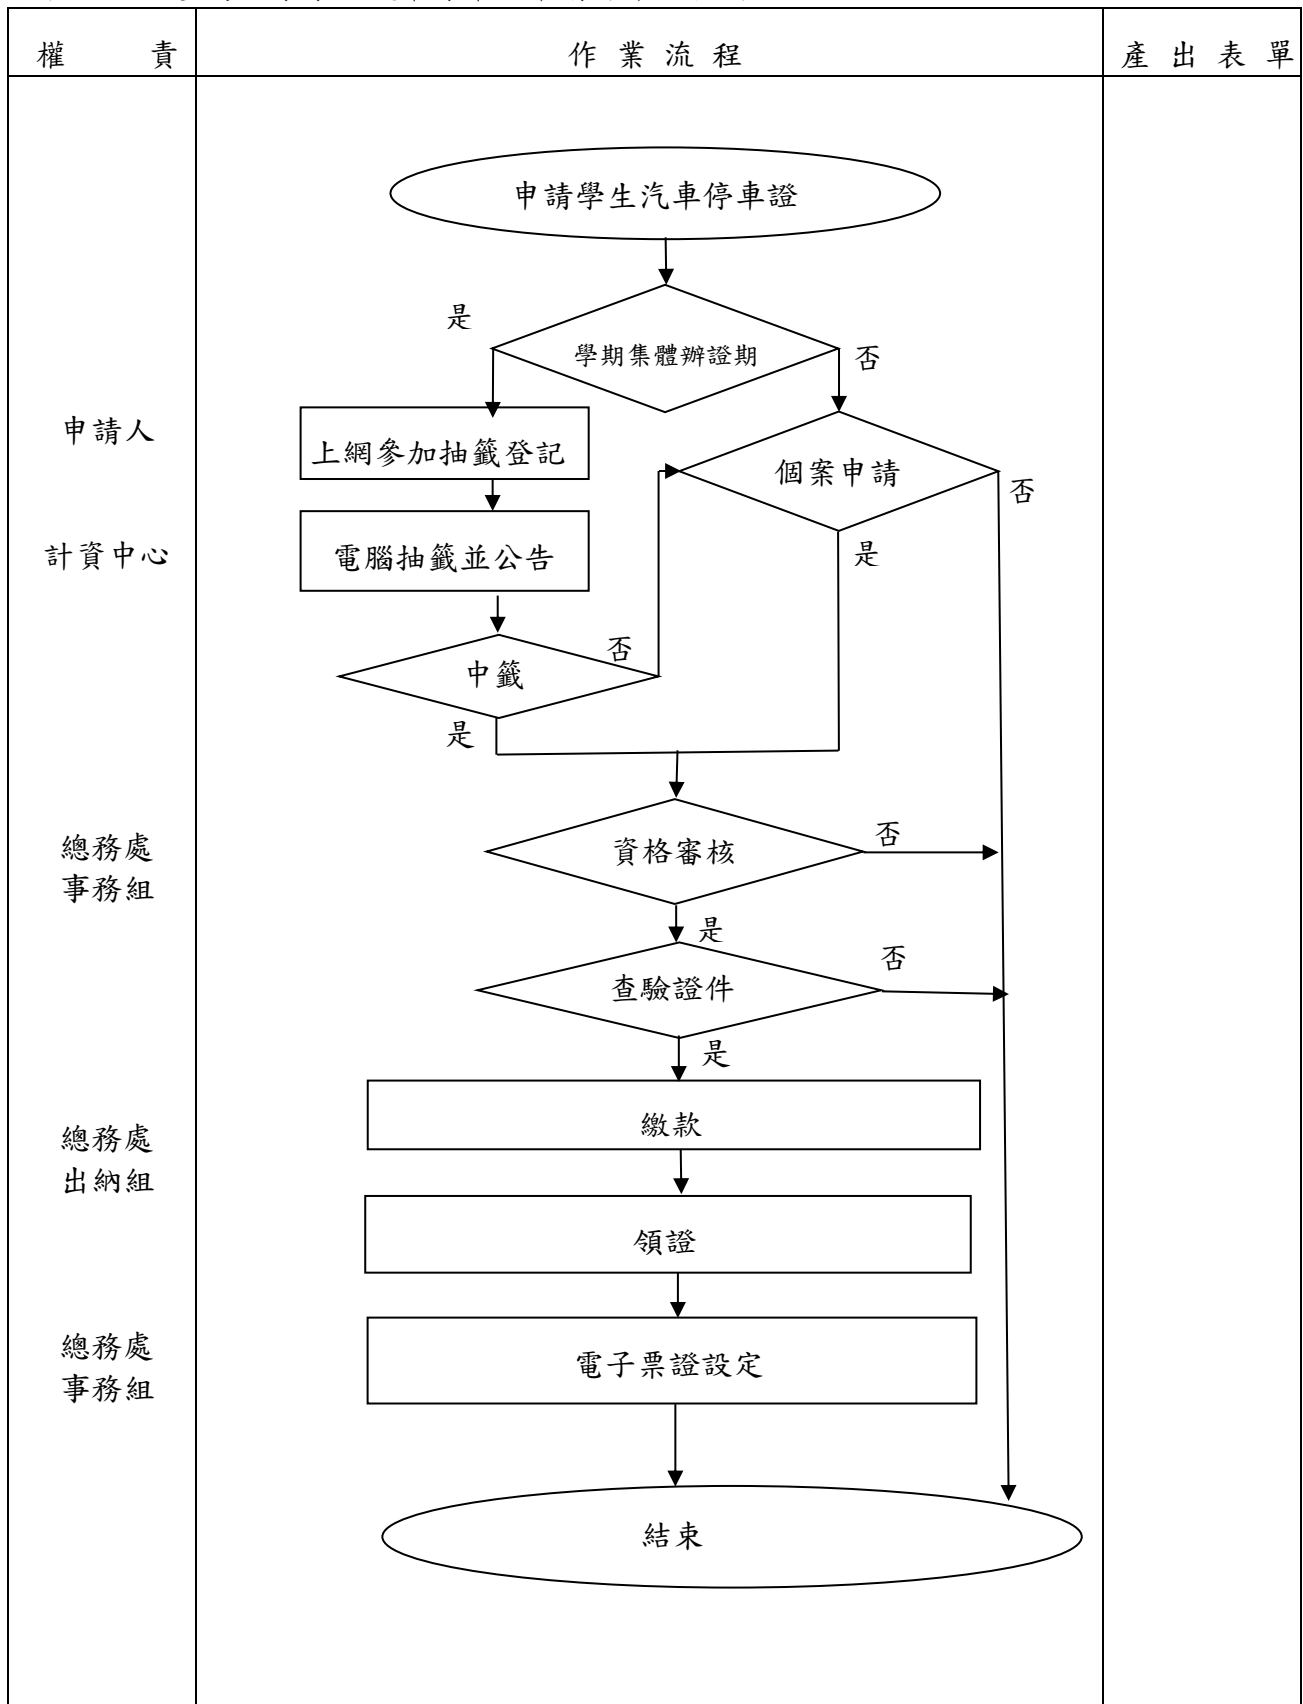 權 責
作 業 流 程
產 出 表 單
申請學生汽車停車證
是
學期集體辦證期
否
申請人
上網參加抽籤登記
個案申請
否
計資中心
電腦抽籤並公告
是
否
中籤
是
總務處
事務組
資格審核
否
是
查驗證件
否
是
繳款
總務處
出納組
領證
總務處
事務組
電子票證設定
結束